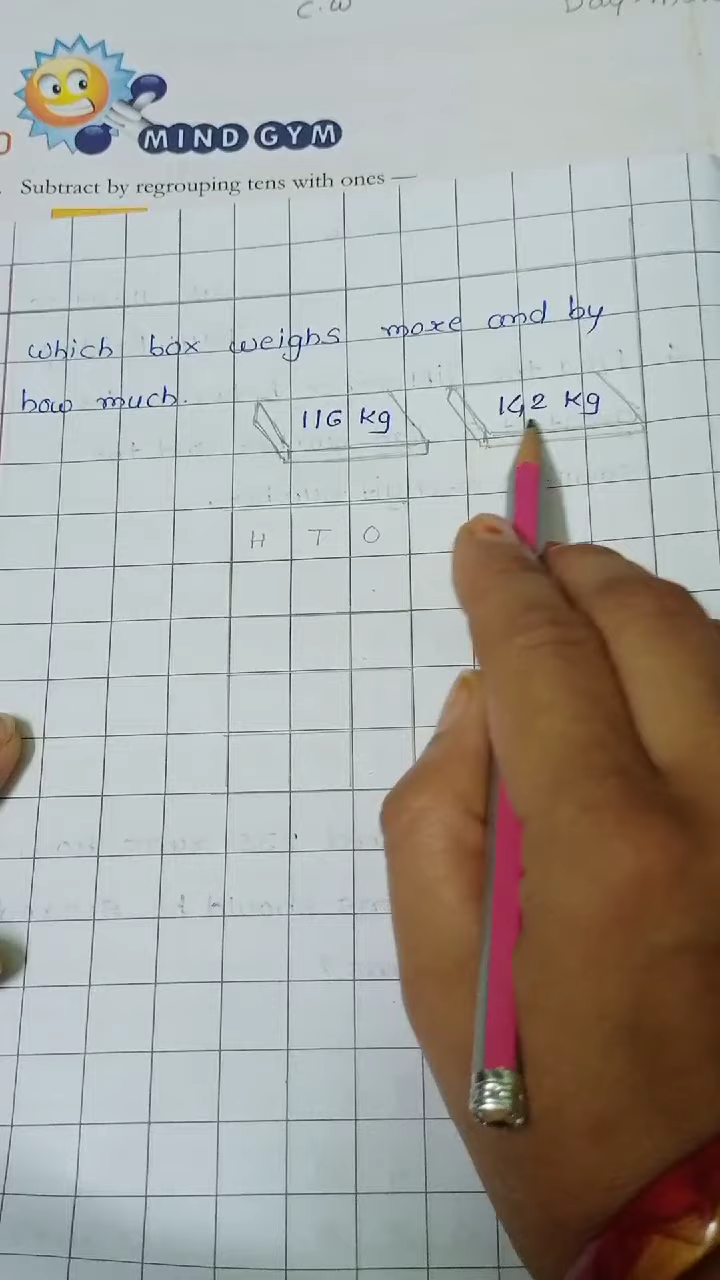 C.W
Day
MIND GYM
Subtract by regrouping tens with ones —
which box weighs more and by
how much.
116 kg
142 kg
H T O